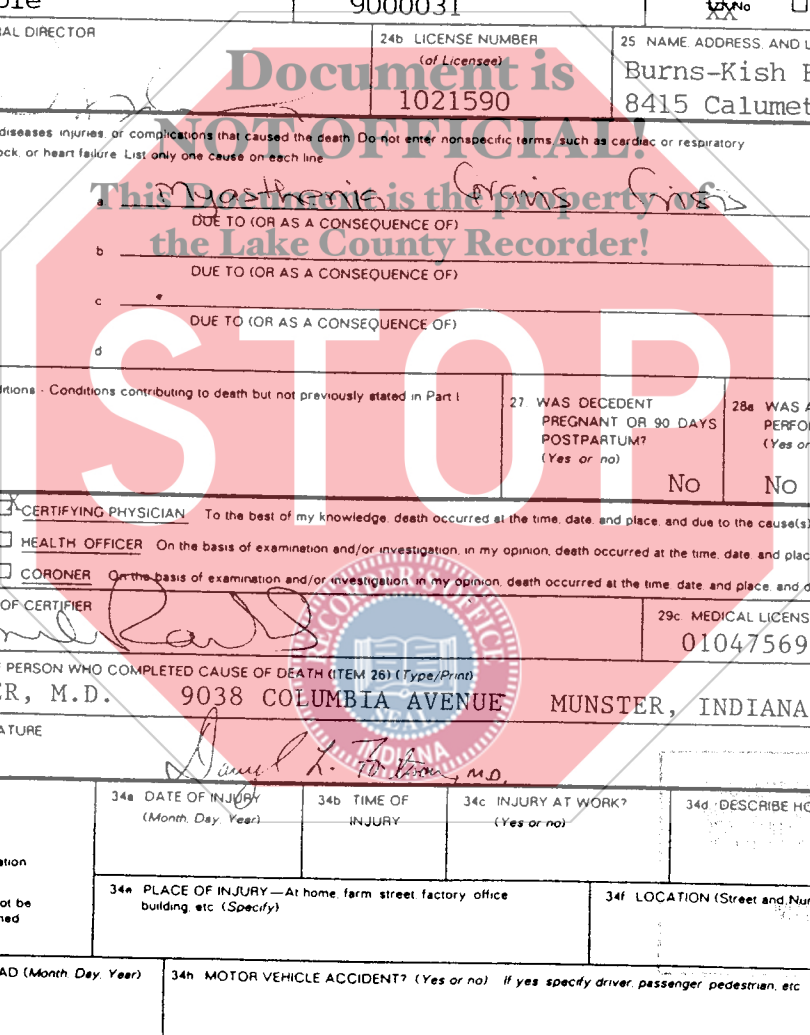 9000031
XX No
AL DIRECTOR
24b LICENSE NUMBER
(of Licensee)
1021590
25 NAME, ADDRESS, AND L
Burns-Kish F
8415 Calumet
Document is
NOT OFFICIAL!
This Document is the property of
the Lake County Recorder!
STOP
diseases injuries, or complications that caused the death Do not enter nonspecific terms, such as cardiac or respiratory
ock, or heart failure List only one cause on each line
a Myasthenia Gravis Crisis
DUE TO (OR AS A CONSEQUENCE OF)
b
DUE TO (OR AS A CONSEQUENCE OF)
c
DUE TO (OR AS A CONSEQUENCE OF)
d
ditions - Conditions contributing to death but not previously stated in Part I
27. WAS DECEDENT
PREGNANT OR 90 DAYS
POSTPARTUM?
(Yes or no)
No
28a WAS A
PERFO
(Yes or
No
X CERTIFYING PHYSICIAN To the best of my knowledge, death occurred at the time, date, and place, and due to the cause(s)
HEALTH OFFICER On the basis of examination and/or investigation, in my opinion, death occurred at the time, date, and plac
CORONER On the basis of examination and/or investigation in my opinion, death occurred at the time, date and place, and d
OF CERTIFIER
29c. MEDICAL LICENS
01047569
RECORDER'S OFFICE
SEAL
INDIANA
PERSON WHO COMPLETED CAUSE OF DEATH (ITEM 26) (Type/Print)
ER, M.D. 9038 COLUMBIA AVENUE MUNSTER, INDIANA
ATURE
M.D.
34a DATE OF INJURY
(Month, Day, Year)
34b TIME OF
INJURY
34c INJURY AT WORK?
(Yes or no)
34d DESCRIBE HO
ation
ot be
ned
34e PLACE OF INJURY—At home, farm street, factory office
building, etc (Specify)
34f LOCATION (Street and Nu
AD (Month, Day, Year)
34h MOTOR VEHICLE ACCIDENT? (Yes or no) If yes specify driver, passenger pedestrian, etc